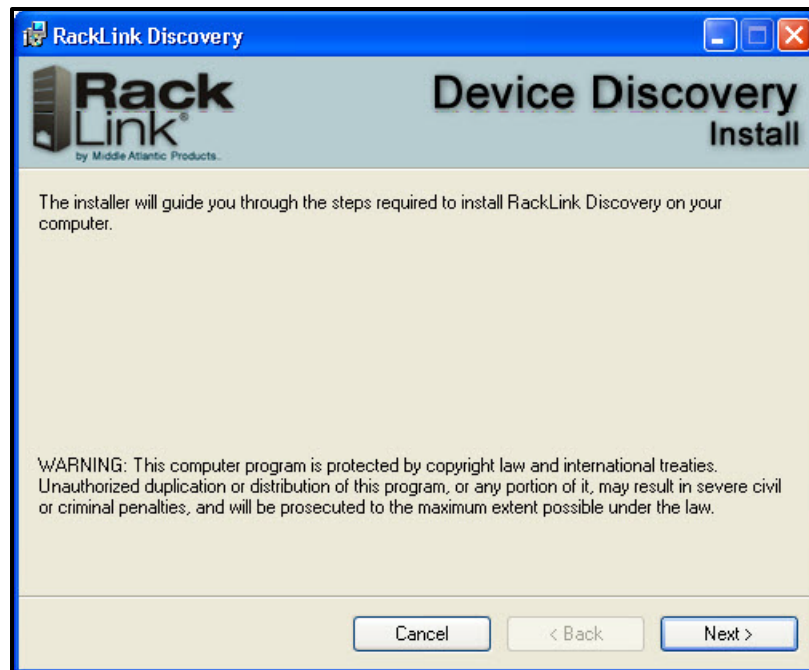 RackLink Discovery
Rack
Link®
by Middle Atlantic Products..
Device Discovery
Install
The installer will guide you through the steps required to install RackLink Discovery on your
computer.
WARNING: This computer program is protected by copyright law and international treaties.
Unauthorized duplication or distribution of this program, or any portion of it, may result in severe civil
or criminal penalties, and will be prosecuted to the maximum extent possible under the law.
Cancel
< Back
Next >